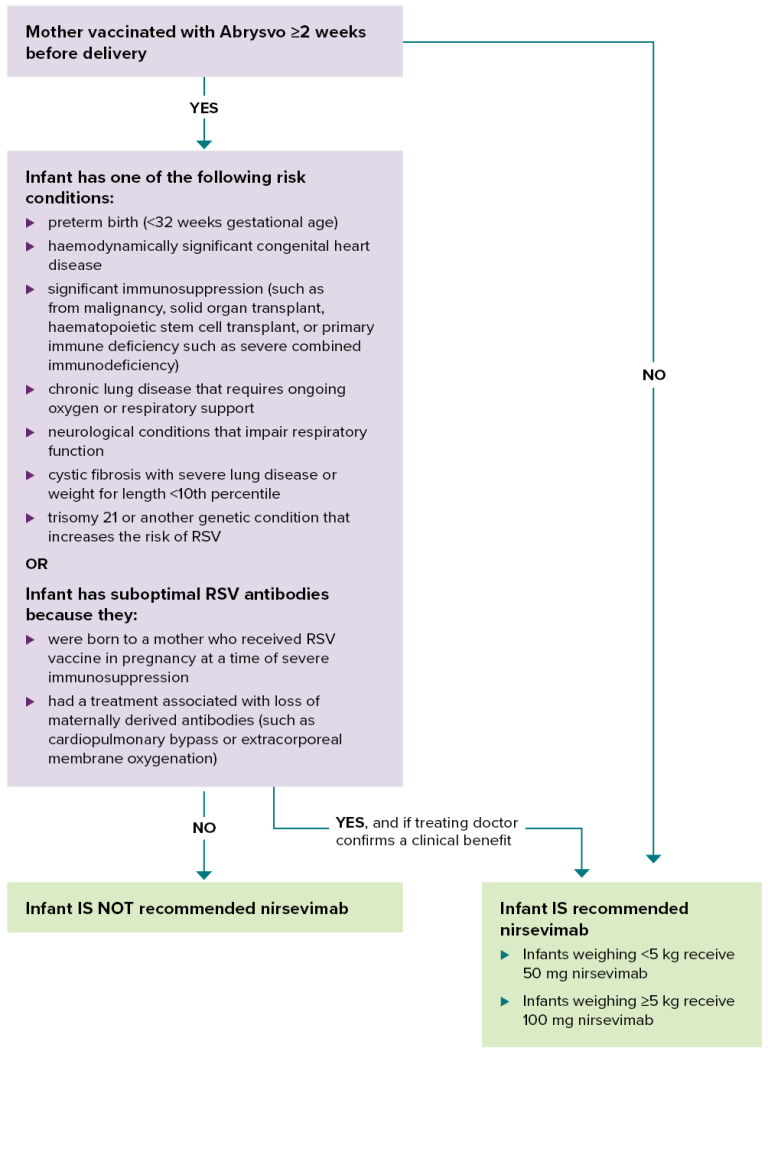 Mother vaccinated with Abrysvo ≥2 weeks
before delivery
YES
Infant has one of the following risk
conditions:
preterm birth (<32 weeks gestational age)
haemodynamically significant congenital heart
disease
significant immunosuppression (such as
from malignancy, solid organ transplant,
haematopoietic stem cell transplant, or primary
immune deficiency such as severe combined
immunodeficiency)
chronic lung disease that requires ongoing
oxygen or respiratory support
neurological conditions that impair respiratory
function
cystic fibrosis with severe lung disease or
weight for length <10th percentile
trisomy 21 or another genetic condition that
increases the risk of RSV
OR
Infant has suboptimal RSV antibodies
because they:
were born to a mother who received RSV
vaccine in pregnancy at a time of severe
immunosuppression
had a treatment associated with loss of
maternally derived antibodies (such as
cardiopulmonary bypass or extracorporeal
membrane oxygenation)
NO
NO
YES, and if treating doctor
confirms a clinical benefit
Infant IS NOT recommended nirsevimab
Infant IS recommended
nirsevimab
Infants weighing <5 kg receive
50 mg nirsevimab
Infants weighing ≥5 kg receive
100 mg nirsevimab